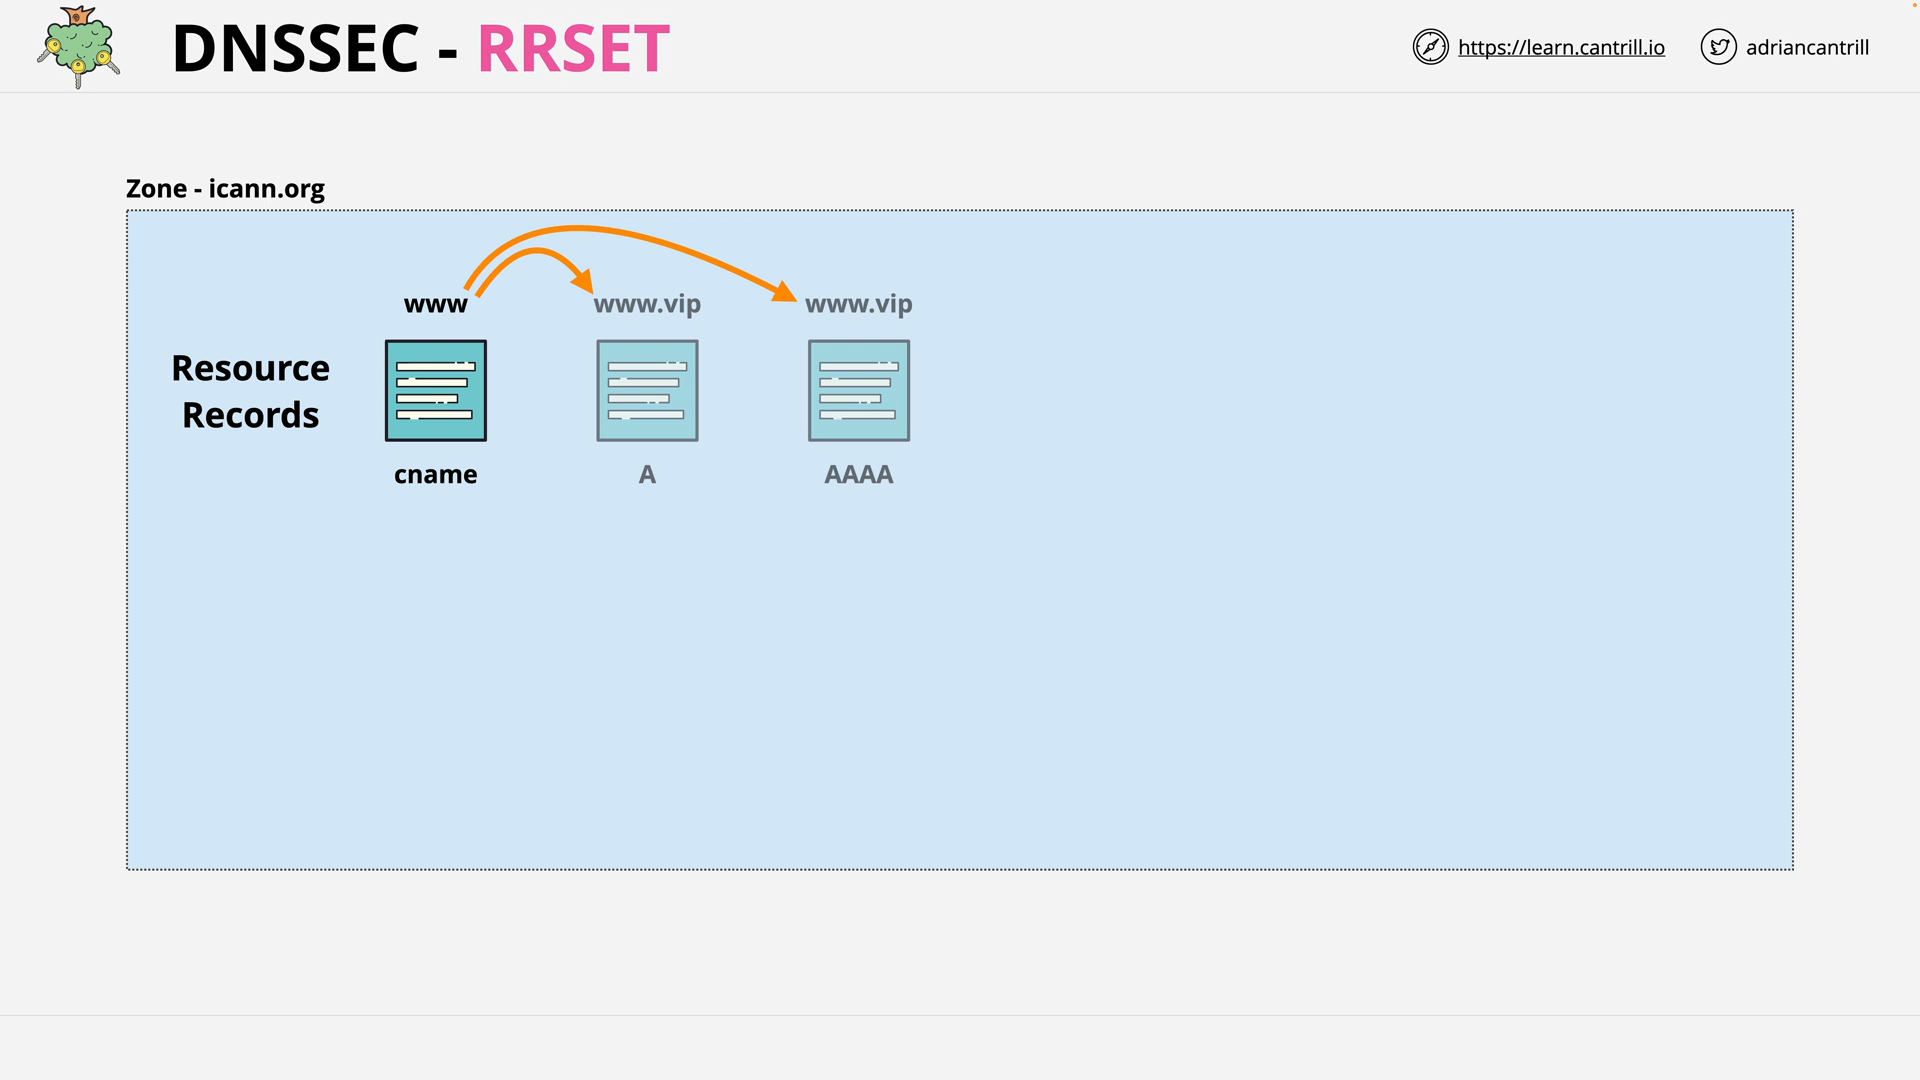 DNSSEC - RRSET
https://learn.cantrill.io
adriancantrill
Zone - icann.org
www
www.vip
www.vip
Resource
Records
cname
A
AAAA